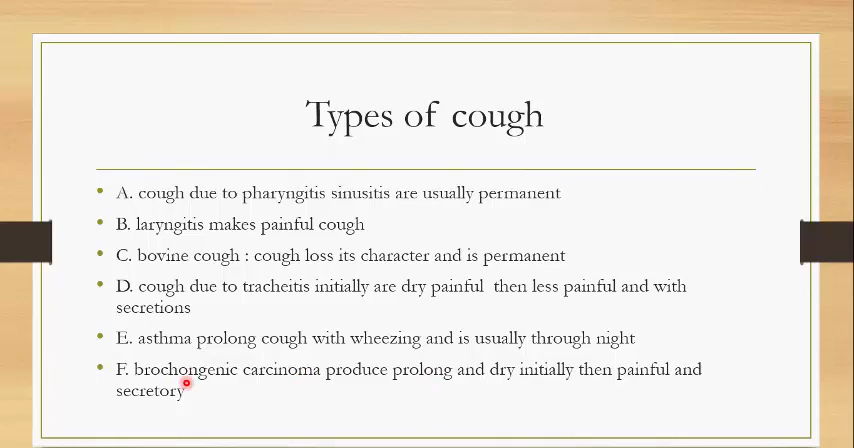 Types of cough
• A. cough due to pharyngitis sinusitis are usually permanent
• B. laryngitis makes painful cough
• C. bovine cough : cough loss its character and is permanent
• D. cough due to tracheitis initially are dry painful  then less painful and with
secretions
• E. asthma prolong cough with wheezing and is usually through night
• F. brochongenic carcinoma produce prolong and dry initially then painful and
secretory